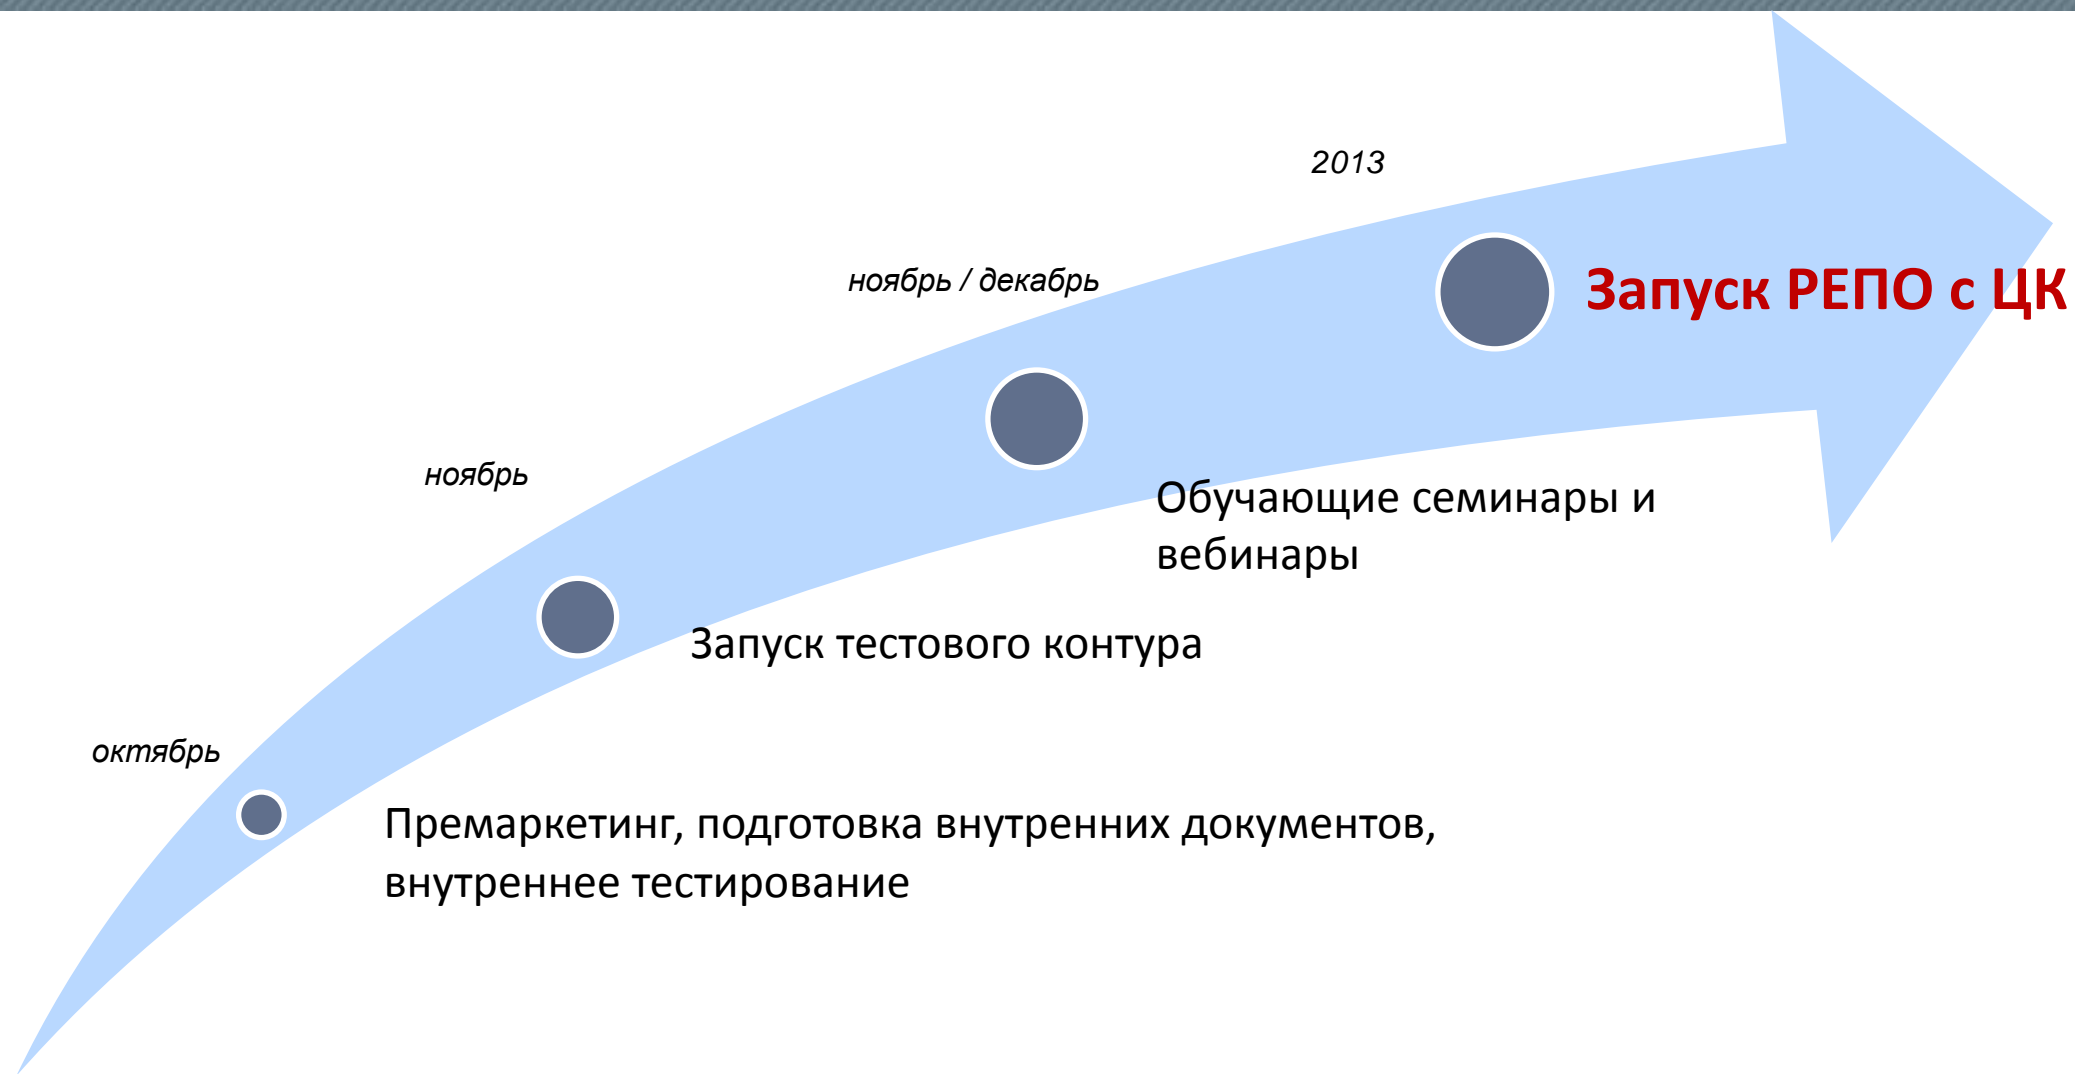 2013
Запуск РЕПО с ЦК
ноябрь / декабрь
Обучающие семинары и
вебинары
ноябрь
Запуск тестового контура
октябрь
Премаркетинг, подготовка внутренних документов,
внутреннее тестирование